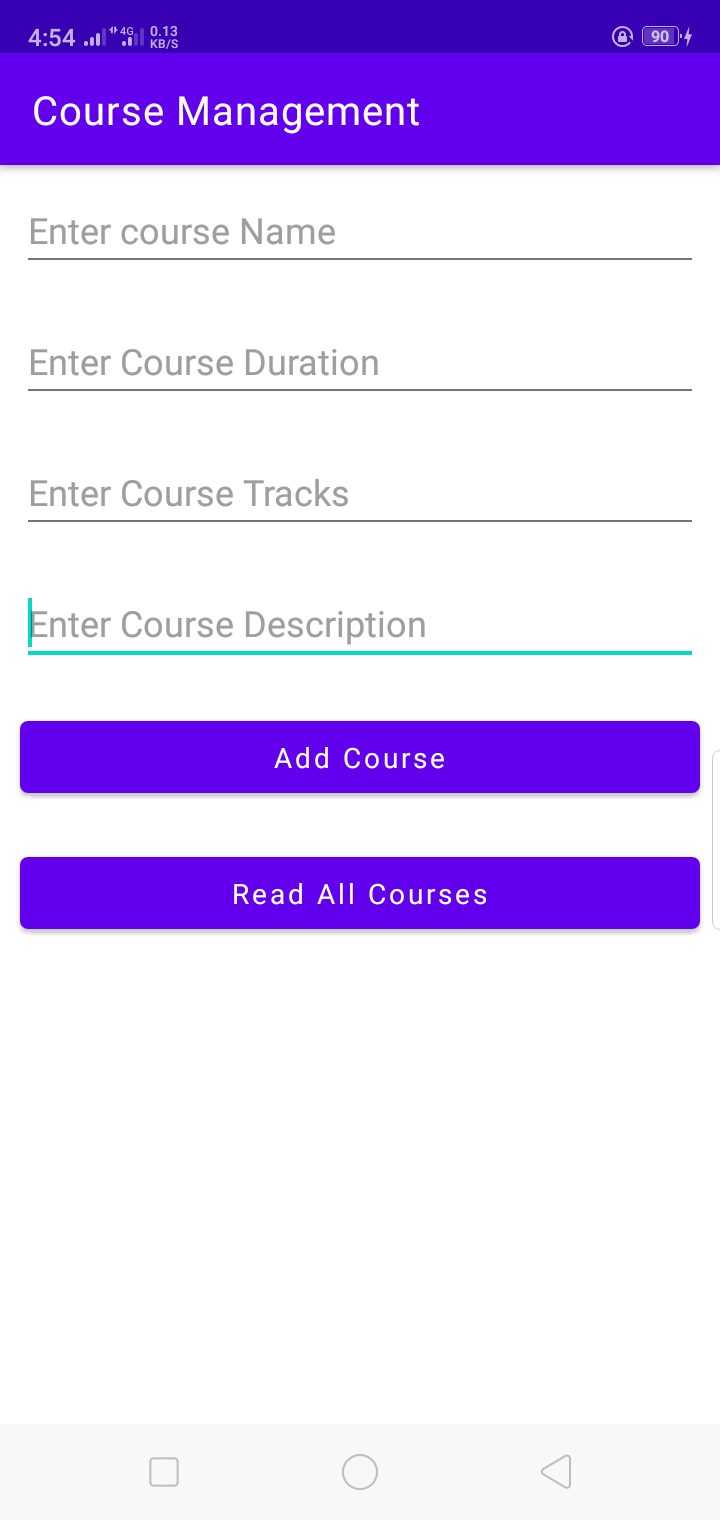 4:54 4G 0.13 KB/S 90
Course Management
Enter course Name
Enter Course Duration
Enter Course Tracks
Enter Course Description
Add Course
Read All Courses